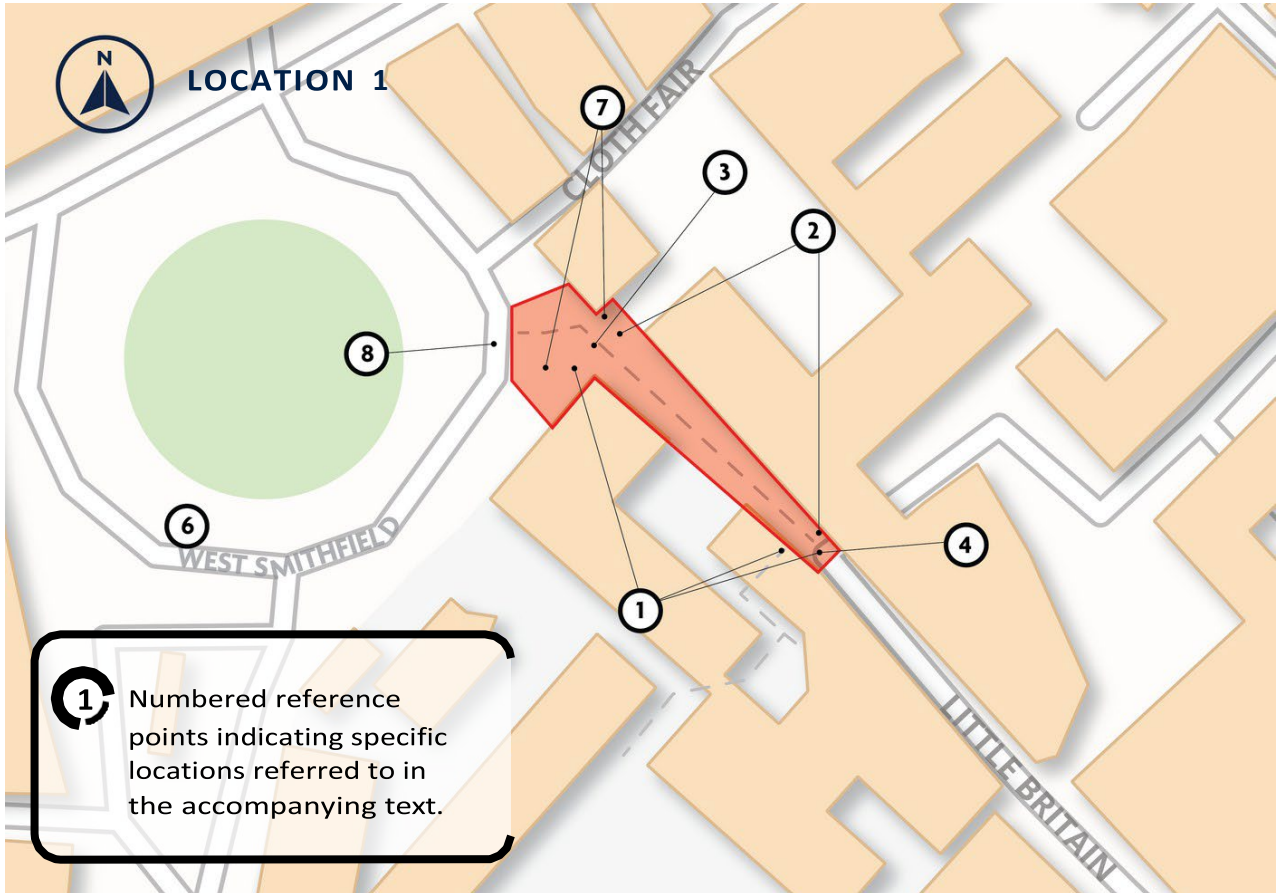 N
LOCATION 1
7
CLOTH FAIR
3
2
8
6
WEST SMITHFIELD
4
1
LITTLE BRITAIN
1 Numbered reference
points indicating specific
locations referred to in
the accompanying text.